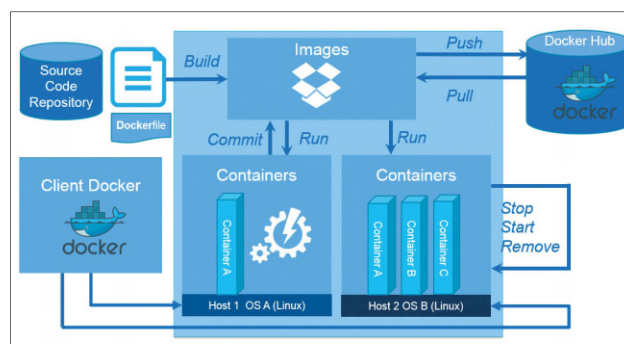 Source
Code
Repository
Dockerfile
Build
Images
Push
Pull
Docker Hub
docker
Commit
Run
Run
Client Docker
docker
Containers
Container A
Host 1 OS A (Linux)
Containers
Container A
Container B
Container C
Host 2 OS B (Linux)
Stop
Start
Remove